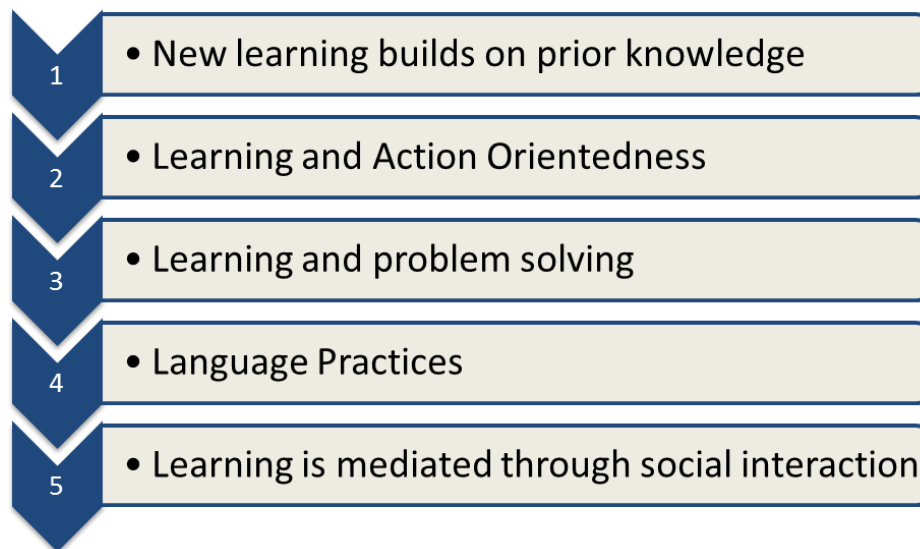 1
• New learning builds on prior knowledge
2
• Learning and Action Orientedness
3
• Learning and problem solving
4
• Language Practices
5
• Learning is mediated through social interaction